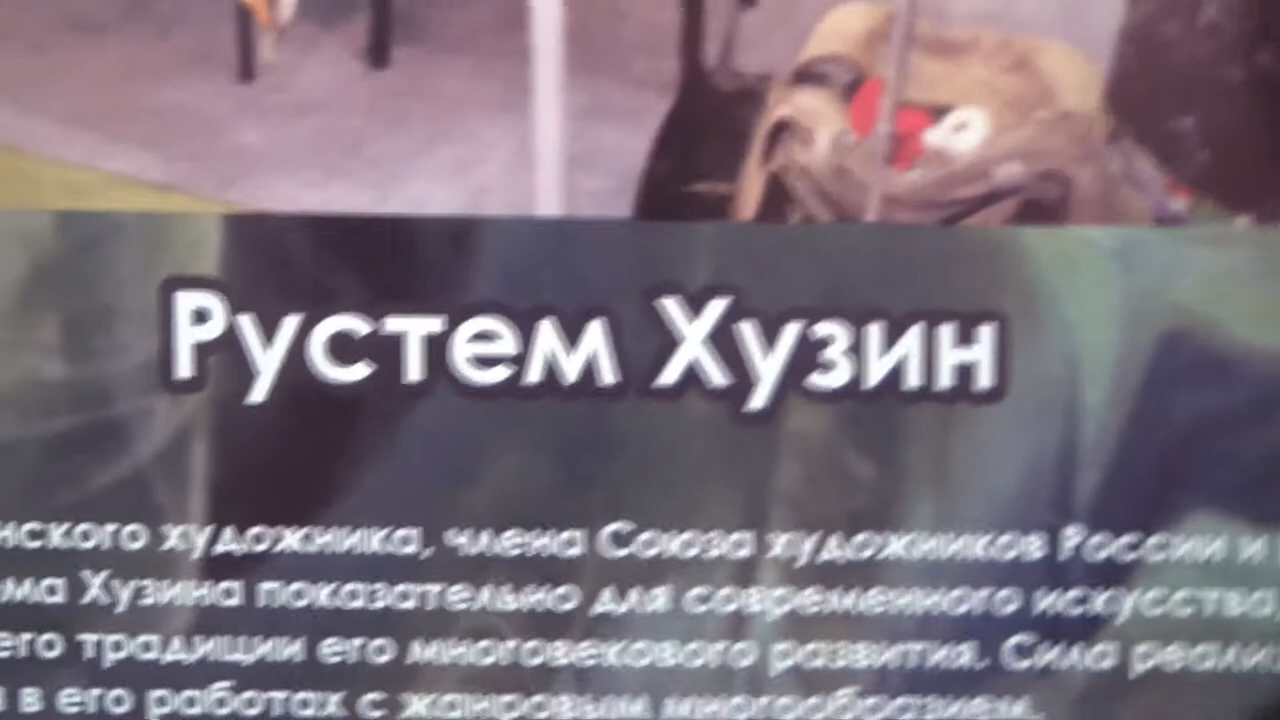 Рустем Хузин
нского художника, члена Союза художников России и
ма Хузина показательно для современного искусства
его традиции его многовекового развития. Сила реали
в его работах с жанровым многообразием.